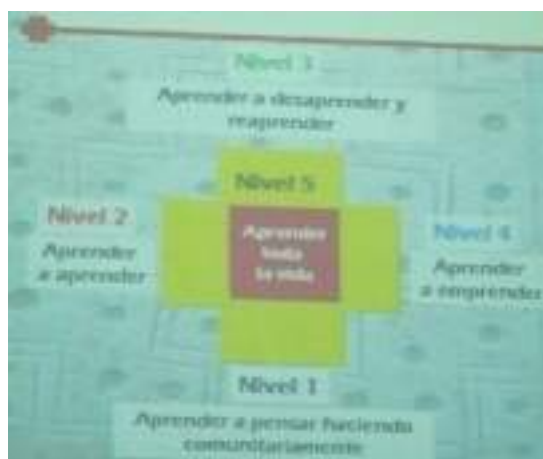 Nivel 3
Aprender a desaprender y
reaprender
Nivel 5
Aprender
toda
la vida
Nivel 2
Aprender
a aprender
Nivel 4
Aprender
a emprender
Nivel 1
Aprender a pensar haciendo
comunitariamente